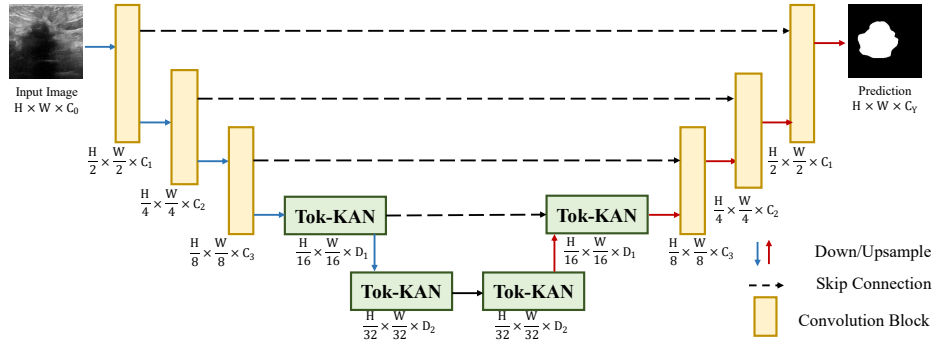 Input Image
H × W × C₀
H/2 × W/2 × C₁
H/4 × W/4 × C₂
H/8 × W/8 × C₃
Tok-KAN
H/16 × W/16 × D₁
Tok-KAN
H/32 × W/32 × D₂
Tok-KAN
H/32 × W/32 × D₂
Tok-KAN
H/16 × W/16 × D₁
H/8 × W/8 × C₃
H/4 × W/4 × C₂
H/2 × W/2 × C₁
Prediction
H × W × C_Y
Down/Upsample
Skip Connection
Convolution Block